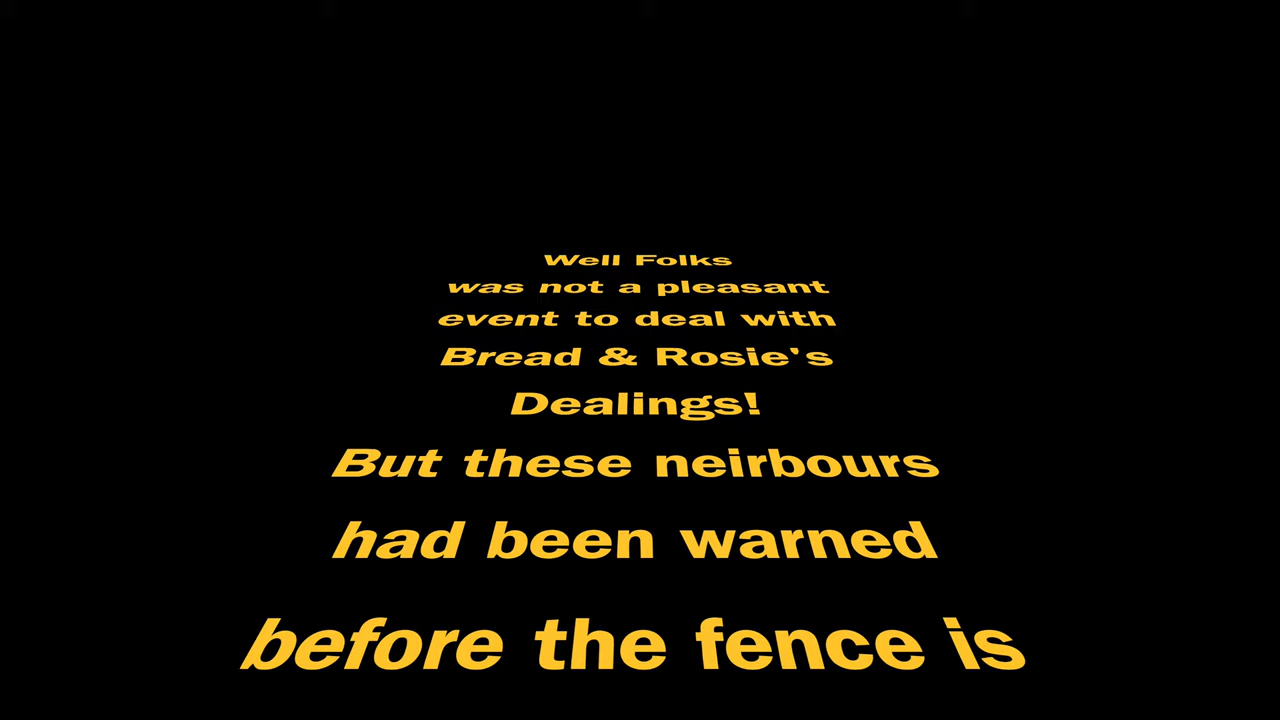 Well Folks
was not a pleasant
event to deal with
Bread & Rosie's
Dealings!
But these neirbours
had been warned
before the fence is